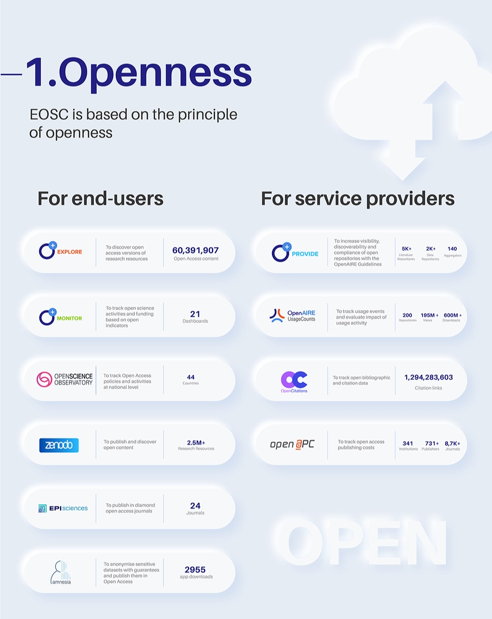 1.Openness
EOSC is based on the principle
of openness
For end-users
EXPLORE
To discover open
access versions of
research resources
60,391,907
Open Access content
MONITOR
To track open science
activities and funding
based on open
indicators
21
Dashboards
OPENSCIENCE
OBSERVATORY
To track Open Access
policies and activities
at national level
44
Countries
zenodo
To publish and discover
open content
2.5M+
Research Resources
EPIsciences
To publish in diamond
open access journals
24
Journals
amnesia
To anonymise sensitive
datasets with guarantees
and publish them in
Open Access
2955
app downloads
For service providers
PROVIDE
To increase visibility,
discoverability and
compliance of open
repositories with the
OpenAIRE Guidelines
5K+ 2K+ 140
Literature Data Aggregators
Repositories Repositories
OpenAIRE
UsageCounts
To track usage events
and evaluate impact of
usage activity
200 195M+ 600M+
Repositories Views Downloads
OC
OpenCitations
To track open bibliographic
and citation data
1,294,283,603
Citation links
open APC
To track open access
publishing costs
341 731+ 8,7K+
Institutions Publishers Journals
OPEN